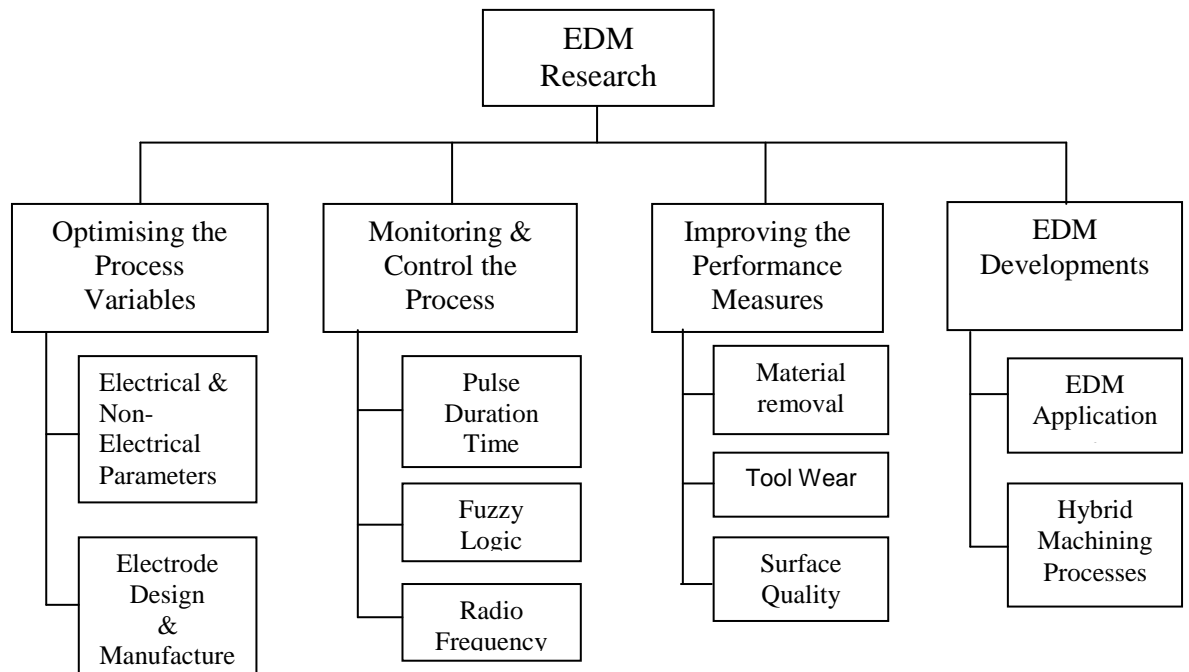 EDM
Research
Optimising the
Process
Variables
Monitoring &
Control the
Process
Improving the
Performance
Measures
EDM
Developments
Electrical &
Non-
Electrical
Parameters
Electrode
Design
&
Manufacture
Pulse
Duration
Time
Fuzzy
Logic
Radio
Frequency
Material
removal
Tool Wear
Surface
Quality
EDM
Application
Hybrid
Machining
Processes